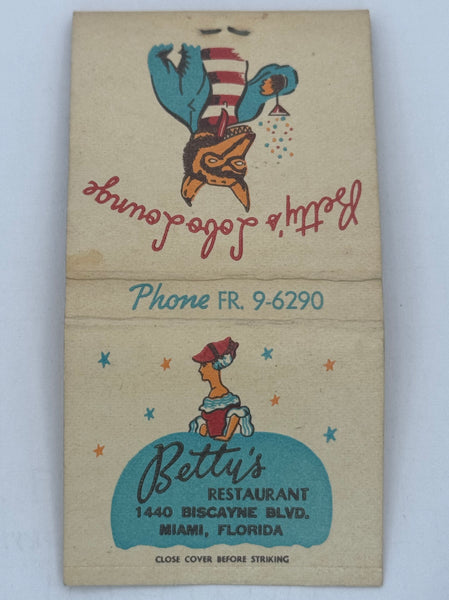 Betty's Lobo Lounge
Phone FR. 9-6290
Betty's
RESTAURANT
1440 BISCAYNE BLVD.
MIAMI, FLORIDA
CLOSE COVER BEFORE STRIKING